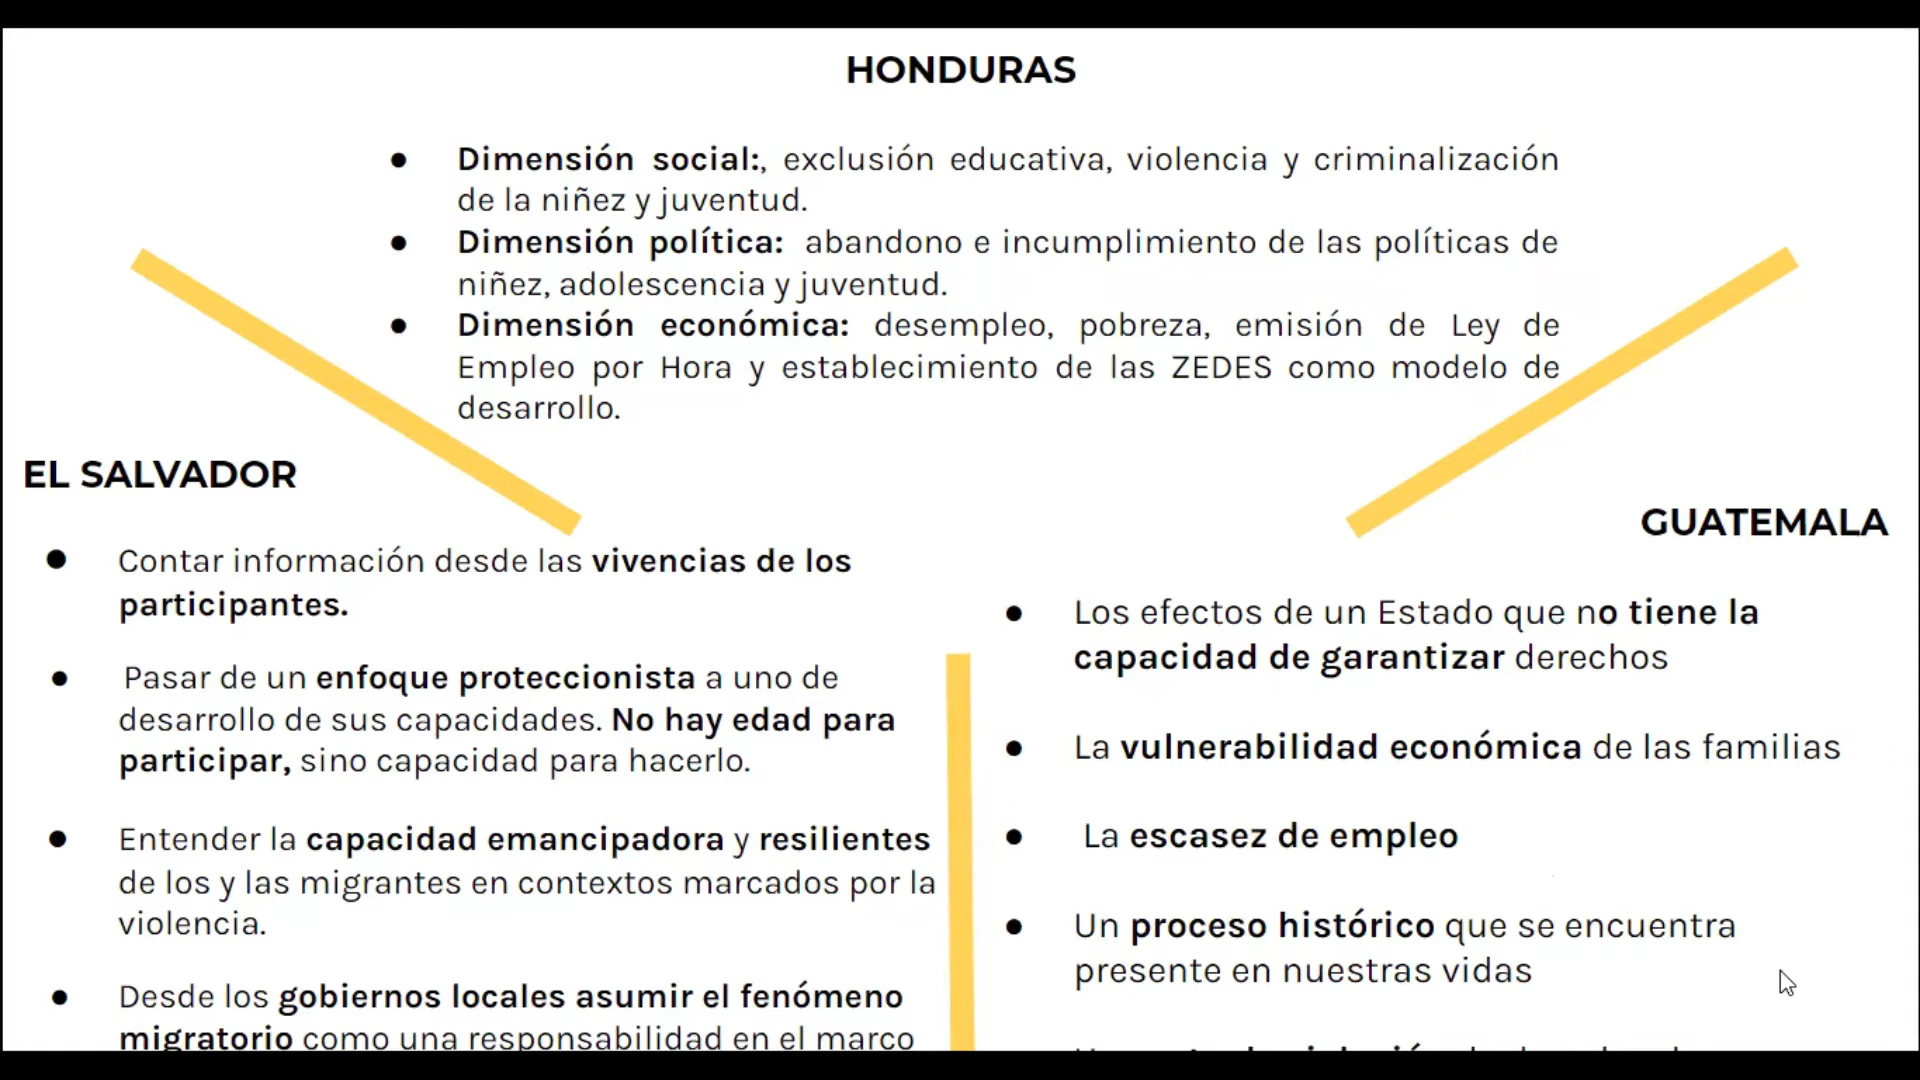 HONDURAS
● Dimensión social:, exclusión educativa, violencia y criminalización
de la niñez y juventud.
● Dimensión política: abandono e incumplimiento de las políticas de
niñez, adolescencia y juventud.
● Dimensión económica: desempleo, pobreza, emisión de Ley de
Empleo por Hora y establecimiento de las ZEDES como modelo de
desarrollo.
EL SALVADOR
● Contar información desde las vivencias de los
participantes.
● Pasar de un enfoque proteccionista a uno de
desarrollo de sus capacidades. No hay edad para
participar, sino capacidad para hacerlo.
● Entender la capacidad emancipadora y resilientes
de los y las migrantes en contextos marcados por la
violencia.
● Desde los gobiernos locales asumir el fenómeno
migratorio como una responsabilidad en el marco
GUATEMALA
● Los efectos de un Estado que no tiene la
capacidad de garantizar derechos
● La vulnerabilidad económica de las familias
● La escasez de empleo
● Un proceso histórico que se encuentra
presente en nuestras vidas